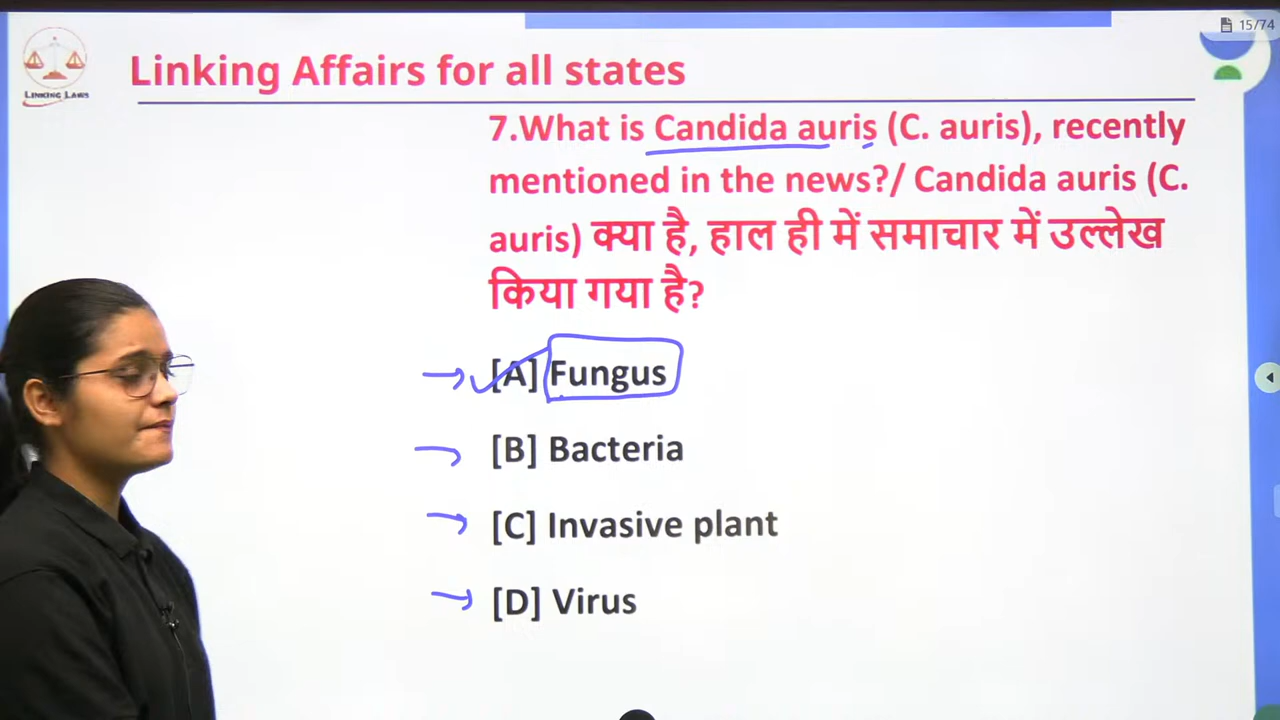 15/74
LINKING LAWS
Linking Affairs for all states
7.What is Candida auris (C. auris), recently
mentioned in the news?/ Candida auris (C.
auris) क्या है, हाल ही में समाचार में उल्लेख
किया गया है?
[A] Fungus
[B] Bacteria
[C] Invasive plant
[D] Virus